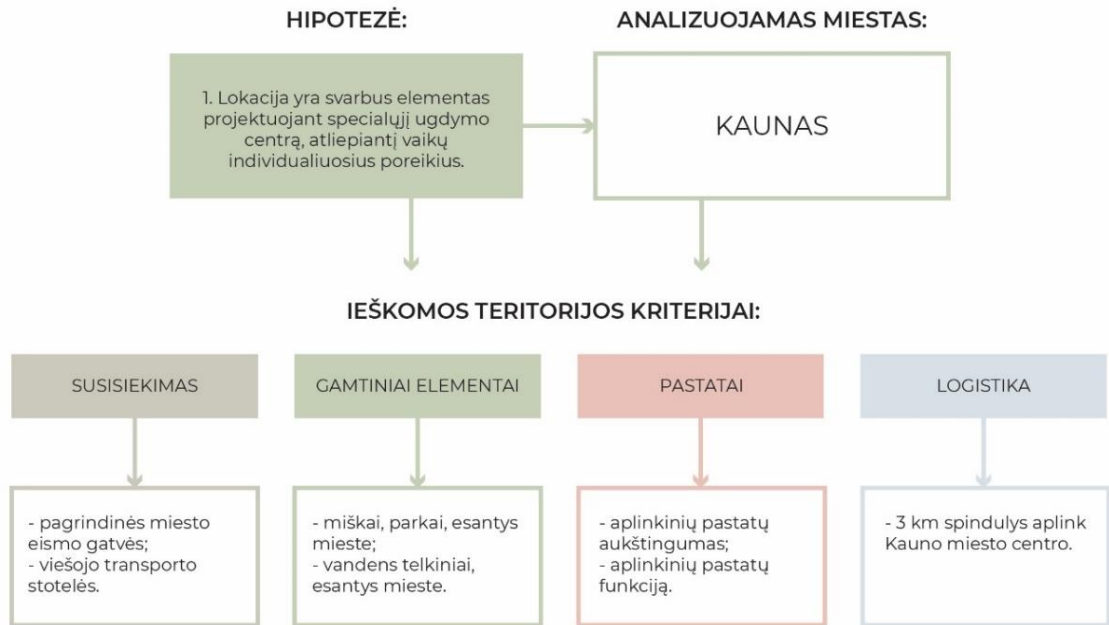 HIPOTEZĖ:
ANALIZUOJAMAS MIESTAS:
1. Lokacija yra svarbus elementas
projektuojant specialųjį ugdymo
centrą, atliepiantį vaikų
individualiuosius poreikius.
KAUNAS
IEŠKOMOS TERITORIJOS KRITERIJAI:
SUSISIEKIMAS
GAMTINIAI ELEMENTAI
PASTATAI
LOGISTIKA
- pagrindinės miesto
eismo gatvės;
- viešojo transporto
stotelės.
- miškai, parkai, esantys
mieste;
- vandens telkiniai,
esantys mieste.
- aplinkinių pastatų
aukštingumas;
- aplinkinių pastatų
funkciją.
- 3 km spindulys aplink
Kauno miesto centro.